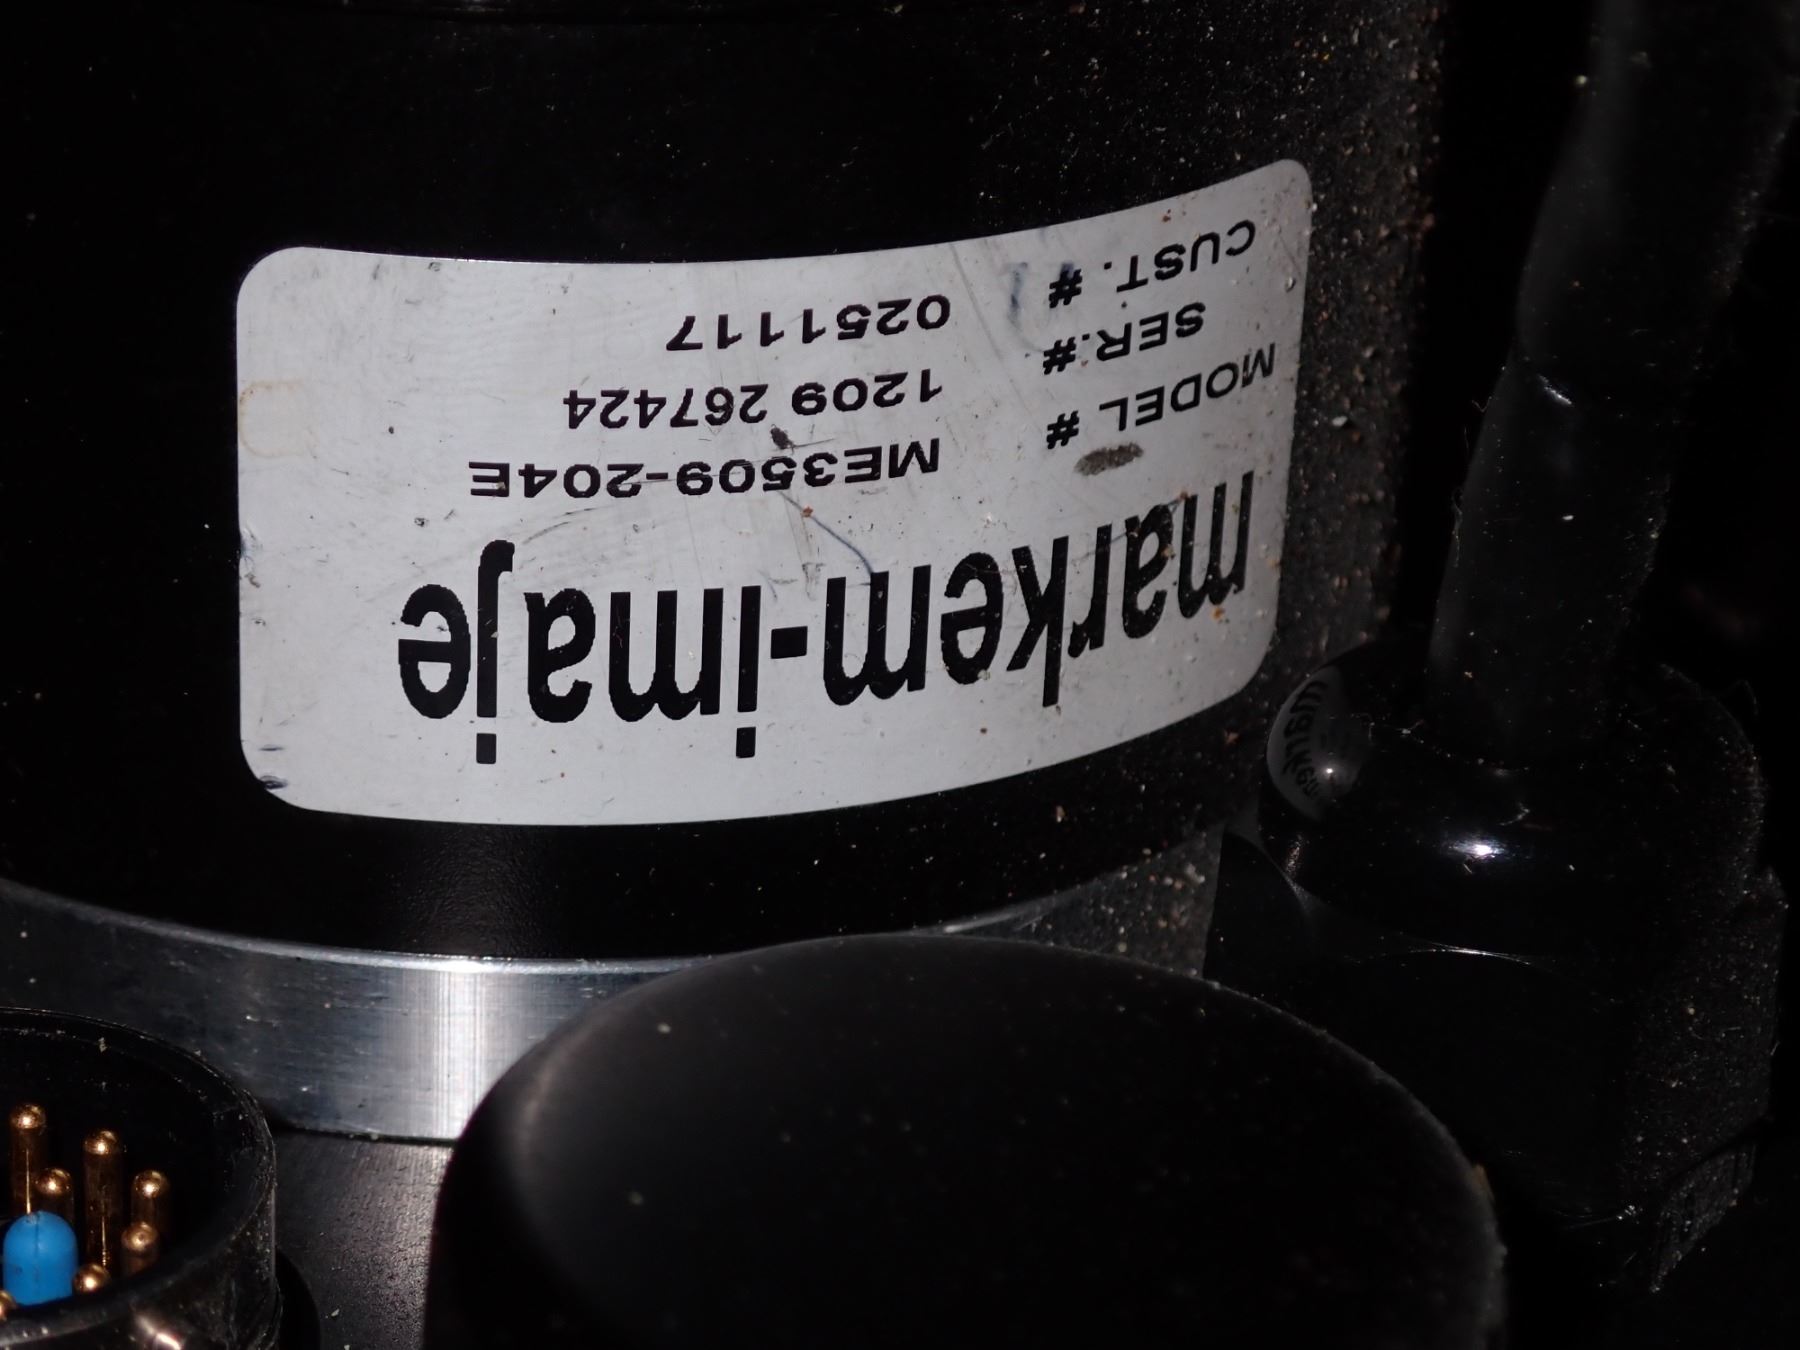 markem-imaje
MODEL # ME3509-204E
SER.# 1209 267424
CUST. # 0251117